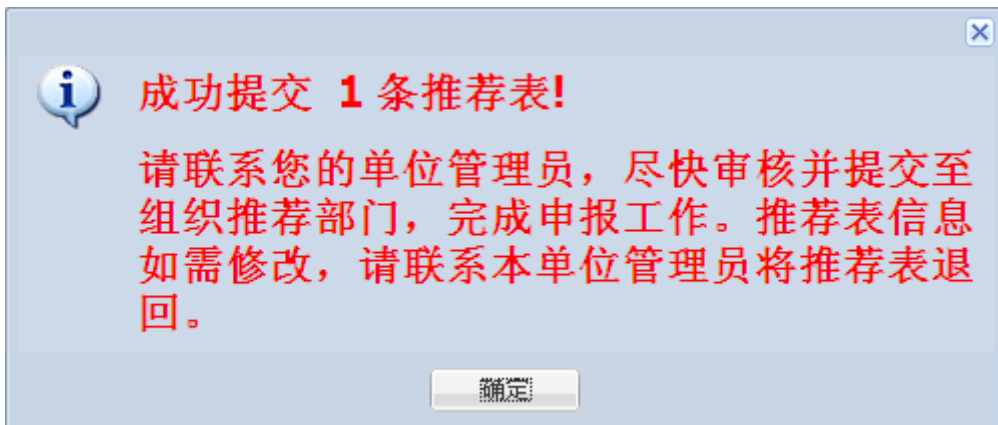 成功提交 1 条推荐表!
请联系您的单位管理员，尽快审核并提交至
组织推荐部门，完成申报工作。推荐表信息
如需修改，请联系本单位管理员将推荐表退
回。
确定